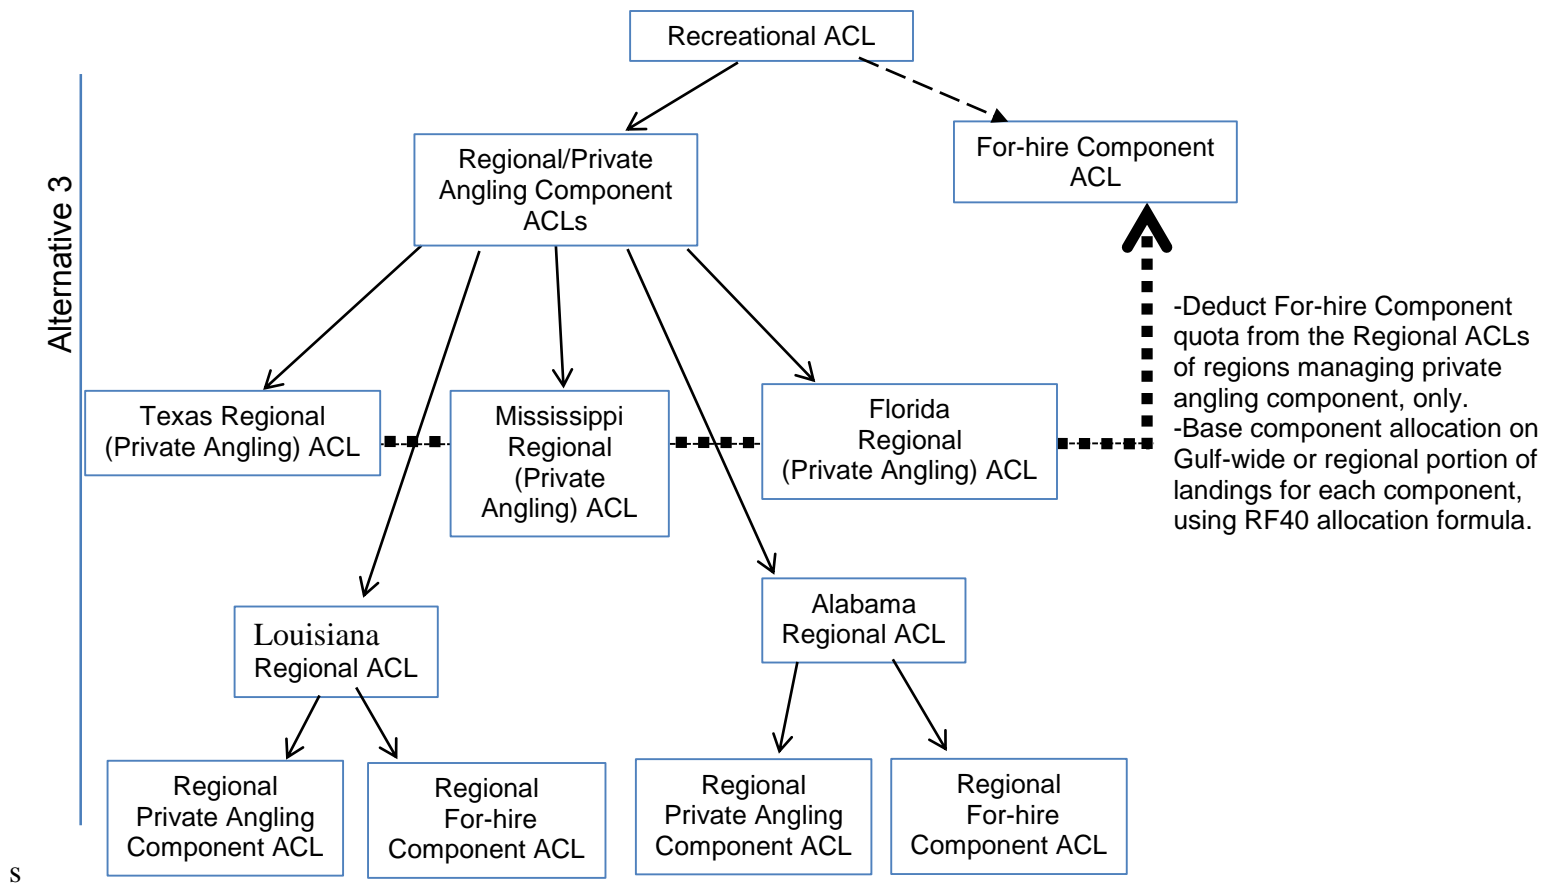 Recreational ACL
Alternative 3
Regional/Private
Angling Component
ACLs
For-hire Component
ACL
-Deduct For-hire Component
quota from the Regional ACLs
of regions managing private
angling component, only.
-Base component allocation on
Gulf-wide or regional portion of
landings for each component,
using RF40 allocation formula.
Texas Regional
(Private Angling) ACL
Mississippi
Regional
(Private
Angling) ACL
Florida
Regional
(Private Angling) ACL
Louisiana
Regional ACL
Alabama
Regional ACL
Regional
Private Angling
Component ACL
Regional
For-hire
Component ACL
Regional
Private Angling
Component ACL
Regional
For-hire
Component ACL
s